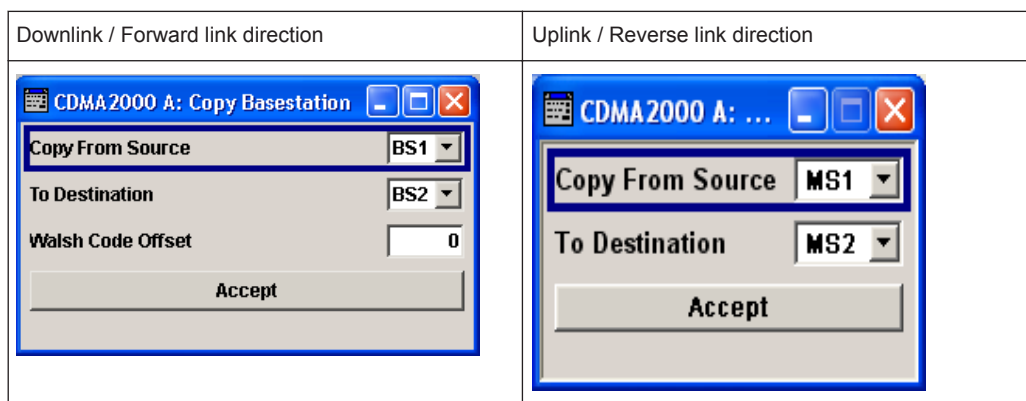 Downlink / Forward link direction
Uplink / Reverse link direction
CDMA2000 A: Copy Basestation
Copy From Source BS1
To Destination BS2
Walsh Code Offset 0
Accept
CDMA2000 A: ...
Copy From Source MS1
To Destination MS2
Accept